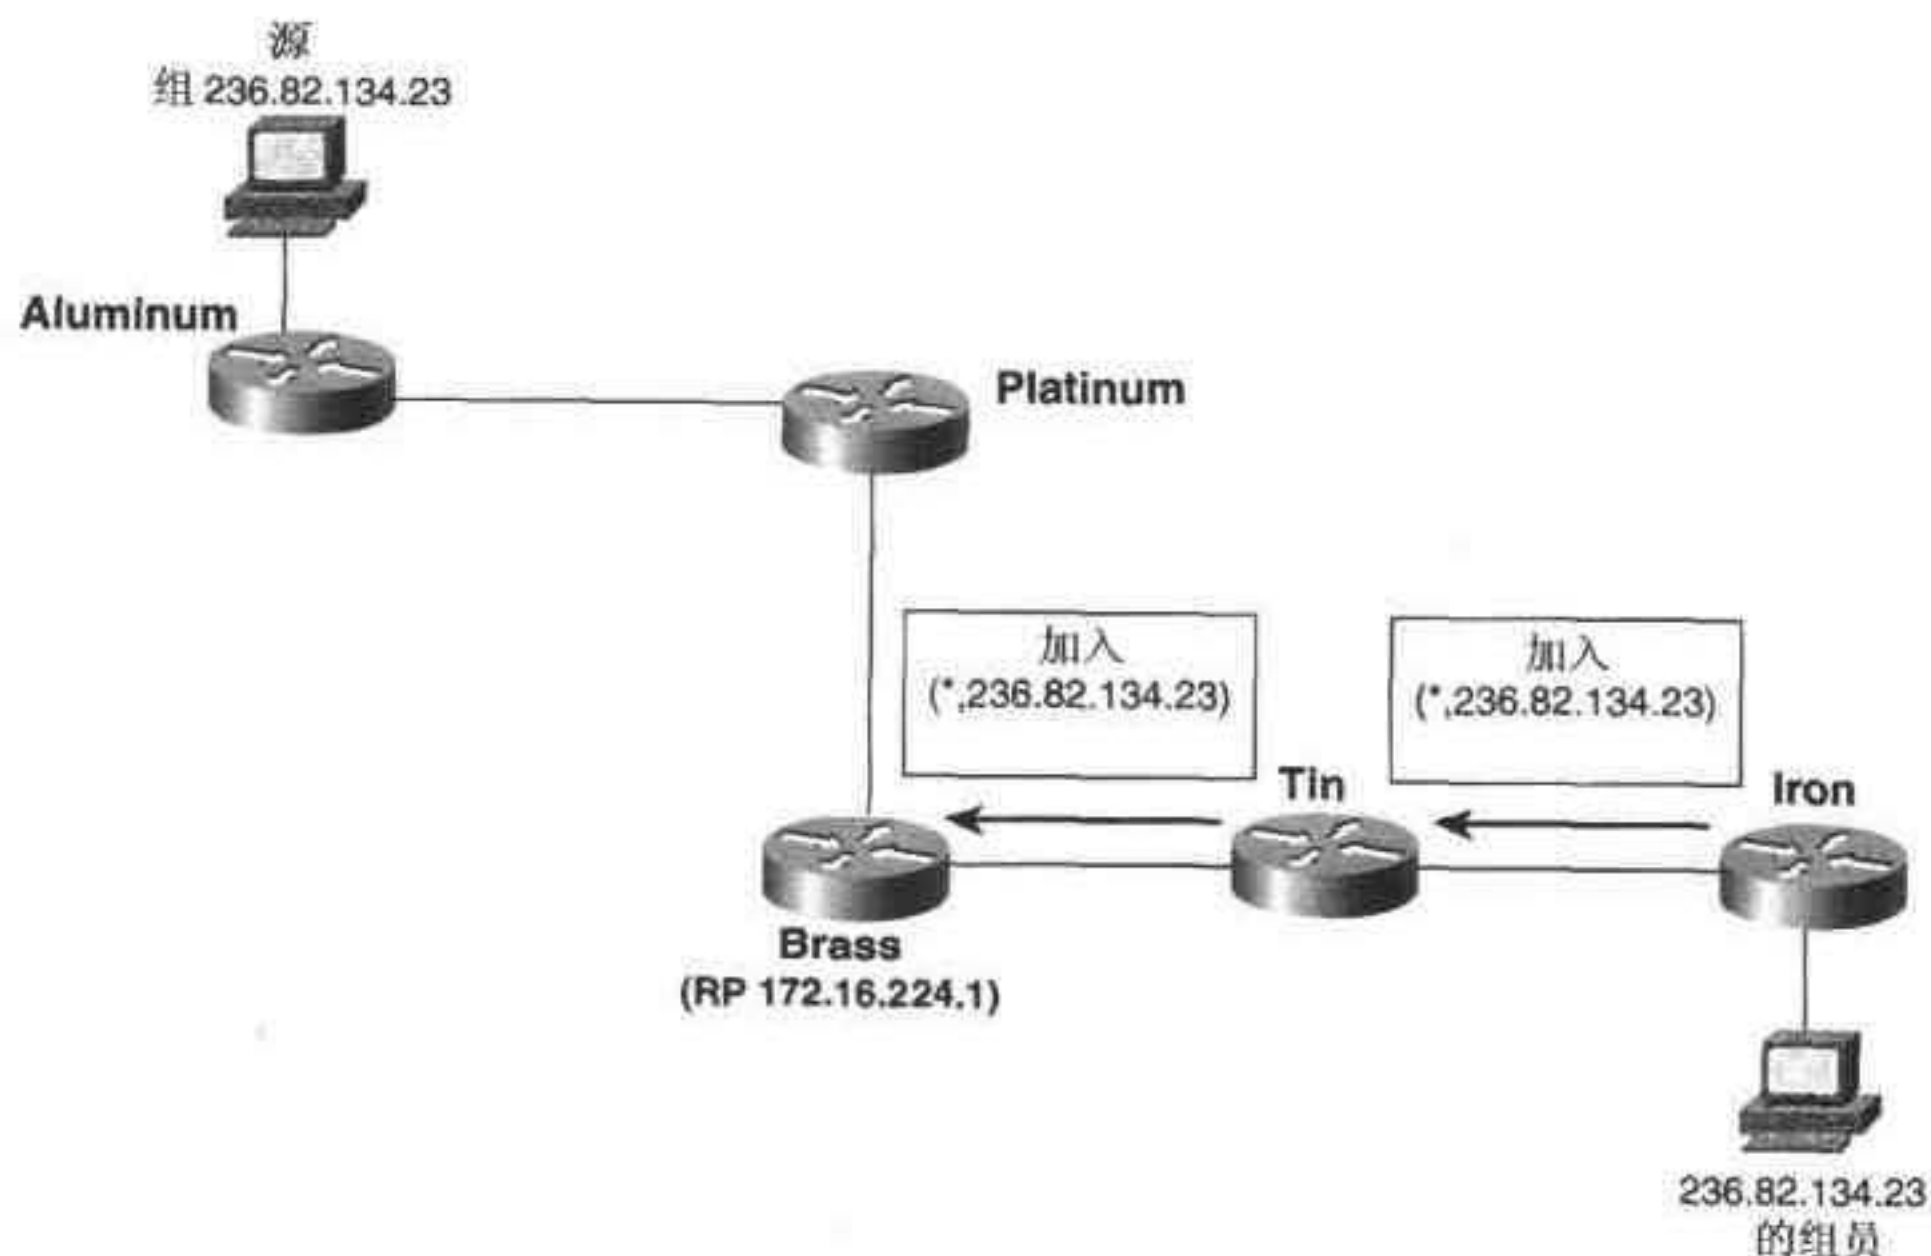 源
组 236.82.134.23
Aluminum
Platinum
加入
(*,236.82.134.23)
加入
(*,236.82.134.23)
Tin
Iron
Brass
(RP 172.16.224.1)
236.82.134.23
的组员